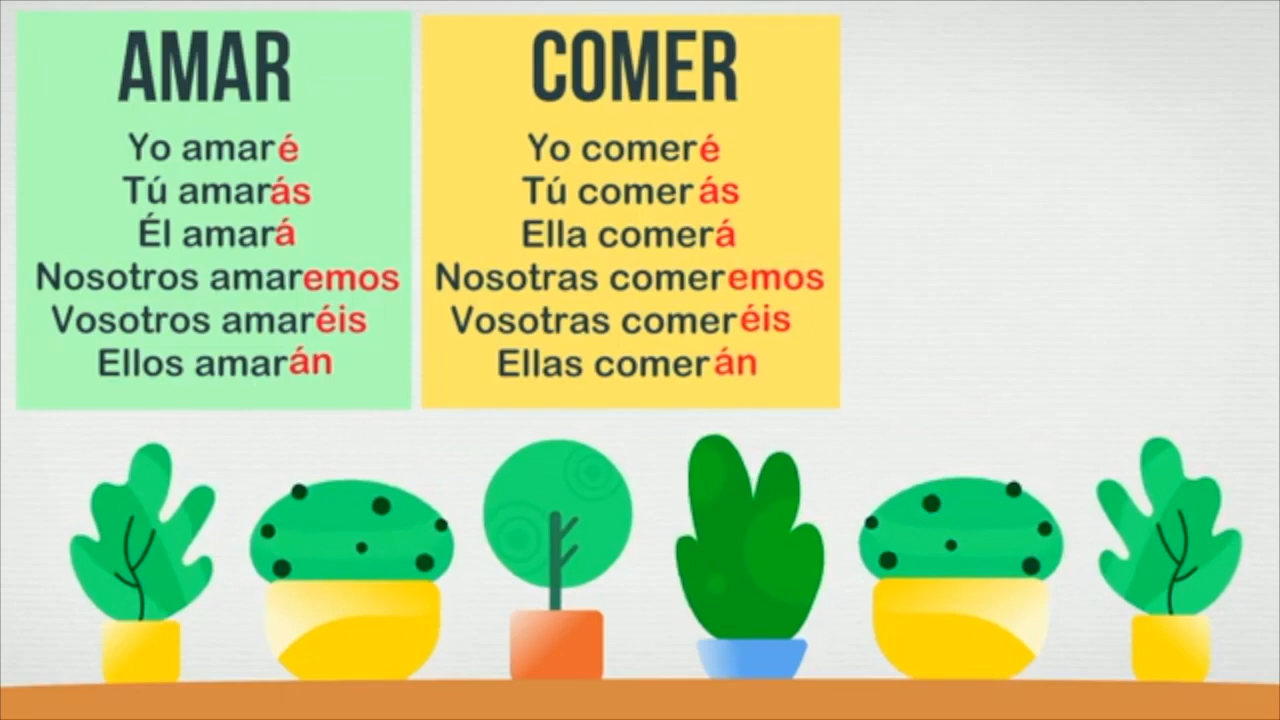 AMAR
Yo amaré
Tú amarás
Él amará
Nosotros amaremos
Vosotros amaréis
Ellos amarán
COMER
Yo comeré
Tú comerás
Ella comerá
Nosotras comeremos
Vosotras comeréis
Ellas comerán